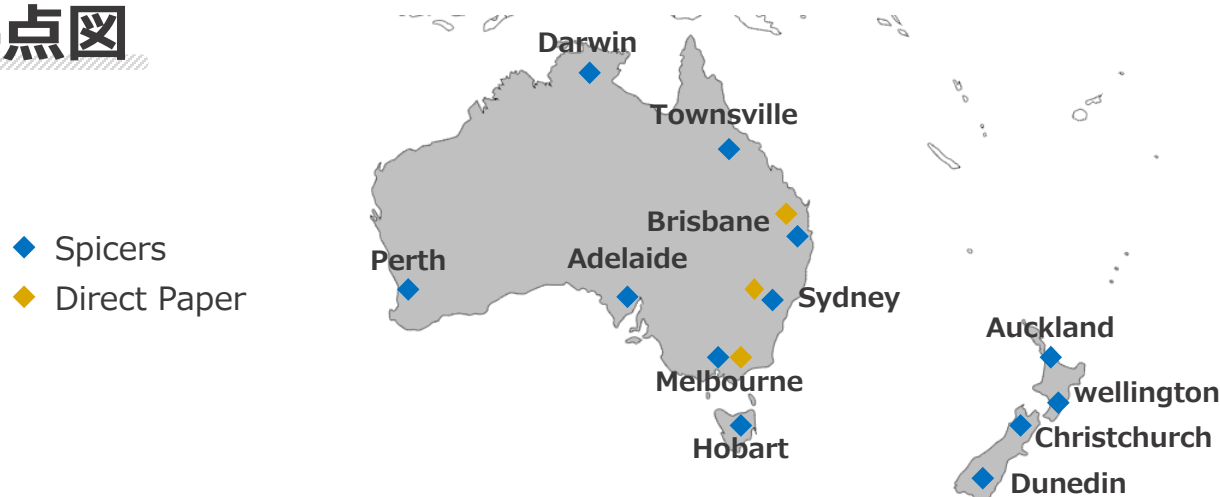 点図
Darwin
Townsville
Brisbane
Spicers
Perth
Adelaide
Direct Paper
Sydney
Auckland
Melbourne
wellington
Christchurch
Hobart
Dunedin